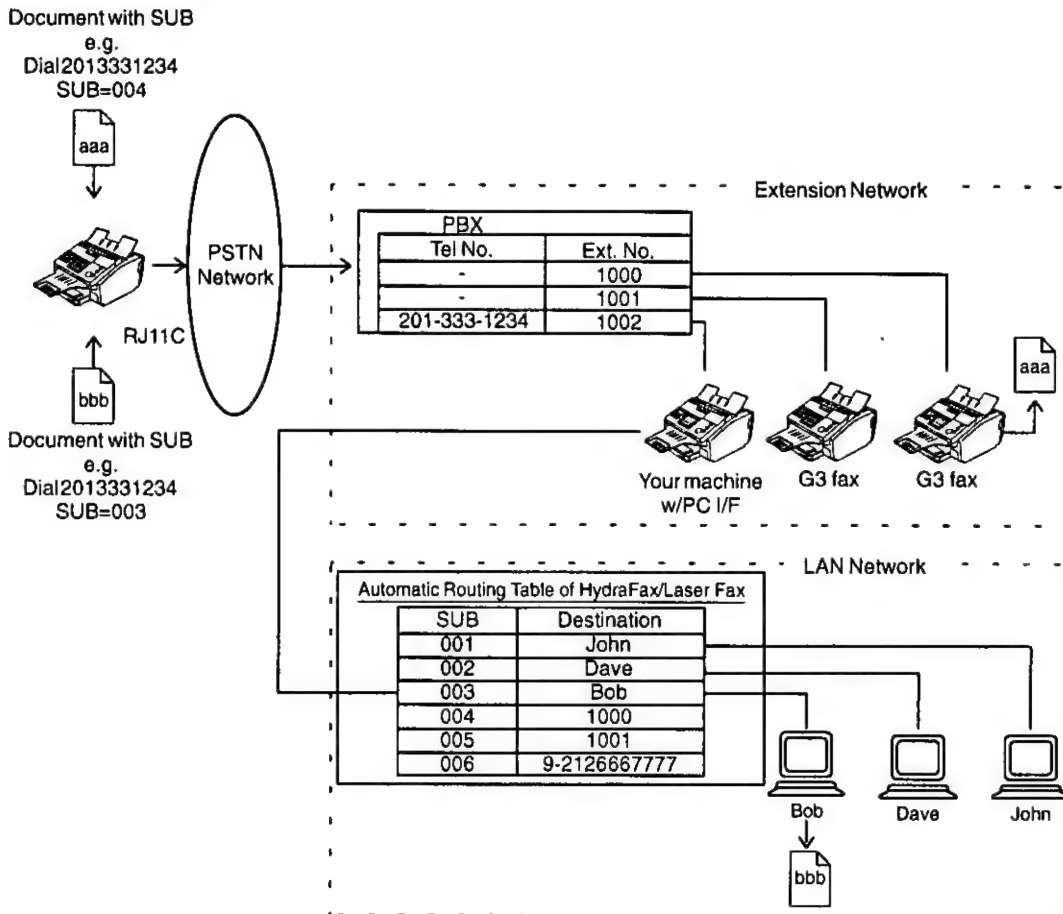 Document with SUB
e.g.
Dial2013331234
SUB=004
aaa
RJ11C
bbb
Document with SUB
e.g.
Dial2013331234
SUB=003
PSTN
Network
Extension Network
PBX
Tel No. Ext. No.
- 1000
- 1001
201-333-1234 1002
aaa
Your machine
w/PC I/F
G3 fax
G3 fax
LAN Network
Automatic Routing Table of HydraFax/Laser Fax
SUB Destination
001 John
002 Dave
003 Bob
004 1000
005 1001
006 9-2126667777
Bob
Dave
John
bbb